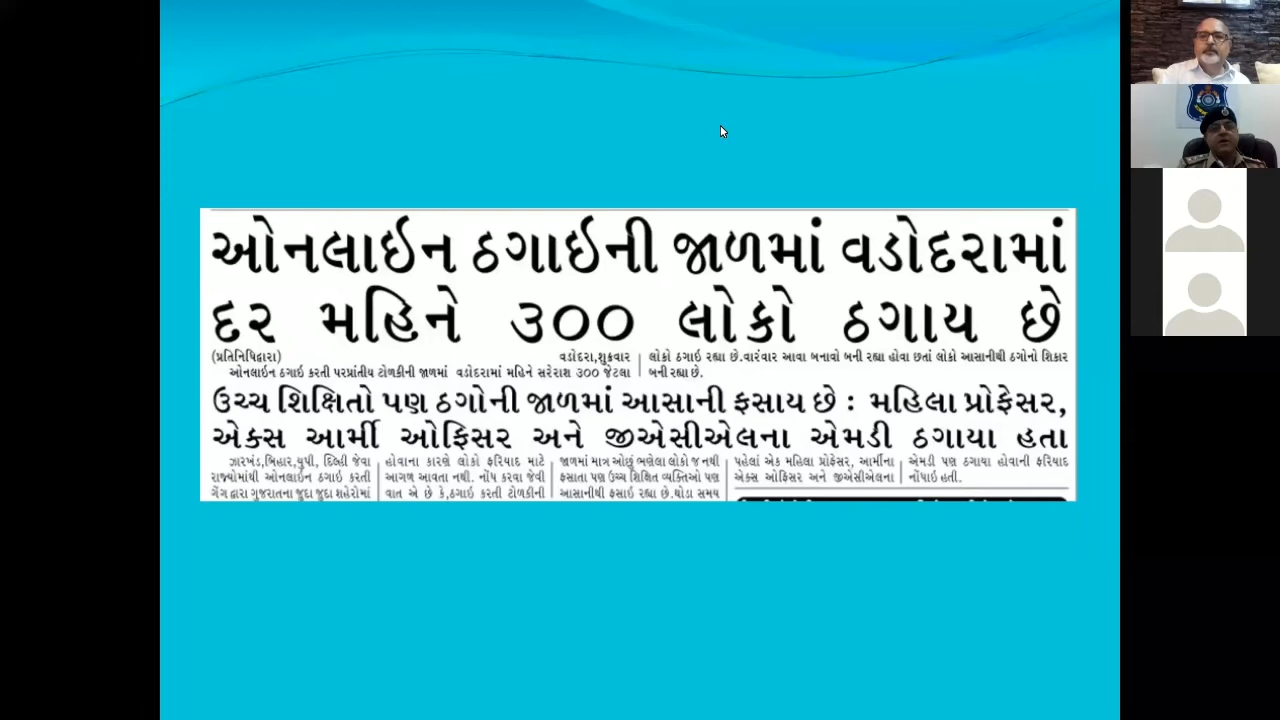 ઓનલાઇન ઠગાઇની જાળમાં વડોદરામાં
દર મહિને ૩૦૦ લોકો ઠગાય છે
(પ્રતિનિધિદ્વારા) વડોદરા,શુક્રવાર
ઓનલાઇન ઠગાઇ કરતી પરપ્રાંતીય ટોળકીની જાળમાં વડોદરામાં મહિને સરેરાશ ૩૦૦ જેટલા
લોકો ઠગાઇ રહ્યા છે.વારંવાર આવા બનાવો બની રહ્યા હોવા છતાં લોકો આસાનીથી ઠગોનો શિકાર
બની રહ્યા છે.
ઉચ્ચ શિક્ષિતો પણ ઠગોની જાળમાં આસાની ફસાય છે : મહિલા પ્રોફેસર,
એક્સ આર્મી ઓફિસર અને જીએસીએલના એમડી ઠગાયા હતા
ઝારખંડ,બિહાર,યુપી, દિલ્હી જેવા
રાજ્યોમાંથી ઓનલાઇન ઠગાઇ કરતી
ગેંગ દ્વારા ગુજરાતના જુદા જુદા શહેરોમાં
હોવાના કારણે લોકો ફરિયાદ માટે
આગળ આવતા નથી. નોંધ કરવા જેવી
વાત એ છે કે,ઠગાઇ કરતી ટોળકીની
જાળમાં માત્ર ઓછું ભણેલા લોકો જ નથી
ફસાતા પણ ઉચ્ચ શિક્ષિત વ્યક્તિઓ પણ
આસાનીથી ફસાઇ રહ્યા છે.થોડા સમય
પહેલાં એક મહિલા પ્રોફેસર, આર્મીના
એક્સ ઓફિસર અને જીએસીએલના
એમડી પણ ઠગાયા હોવાની ફરિયાદ
નોંધાઇ હતી.